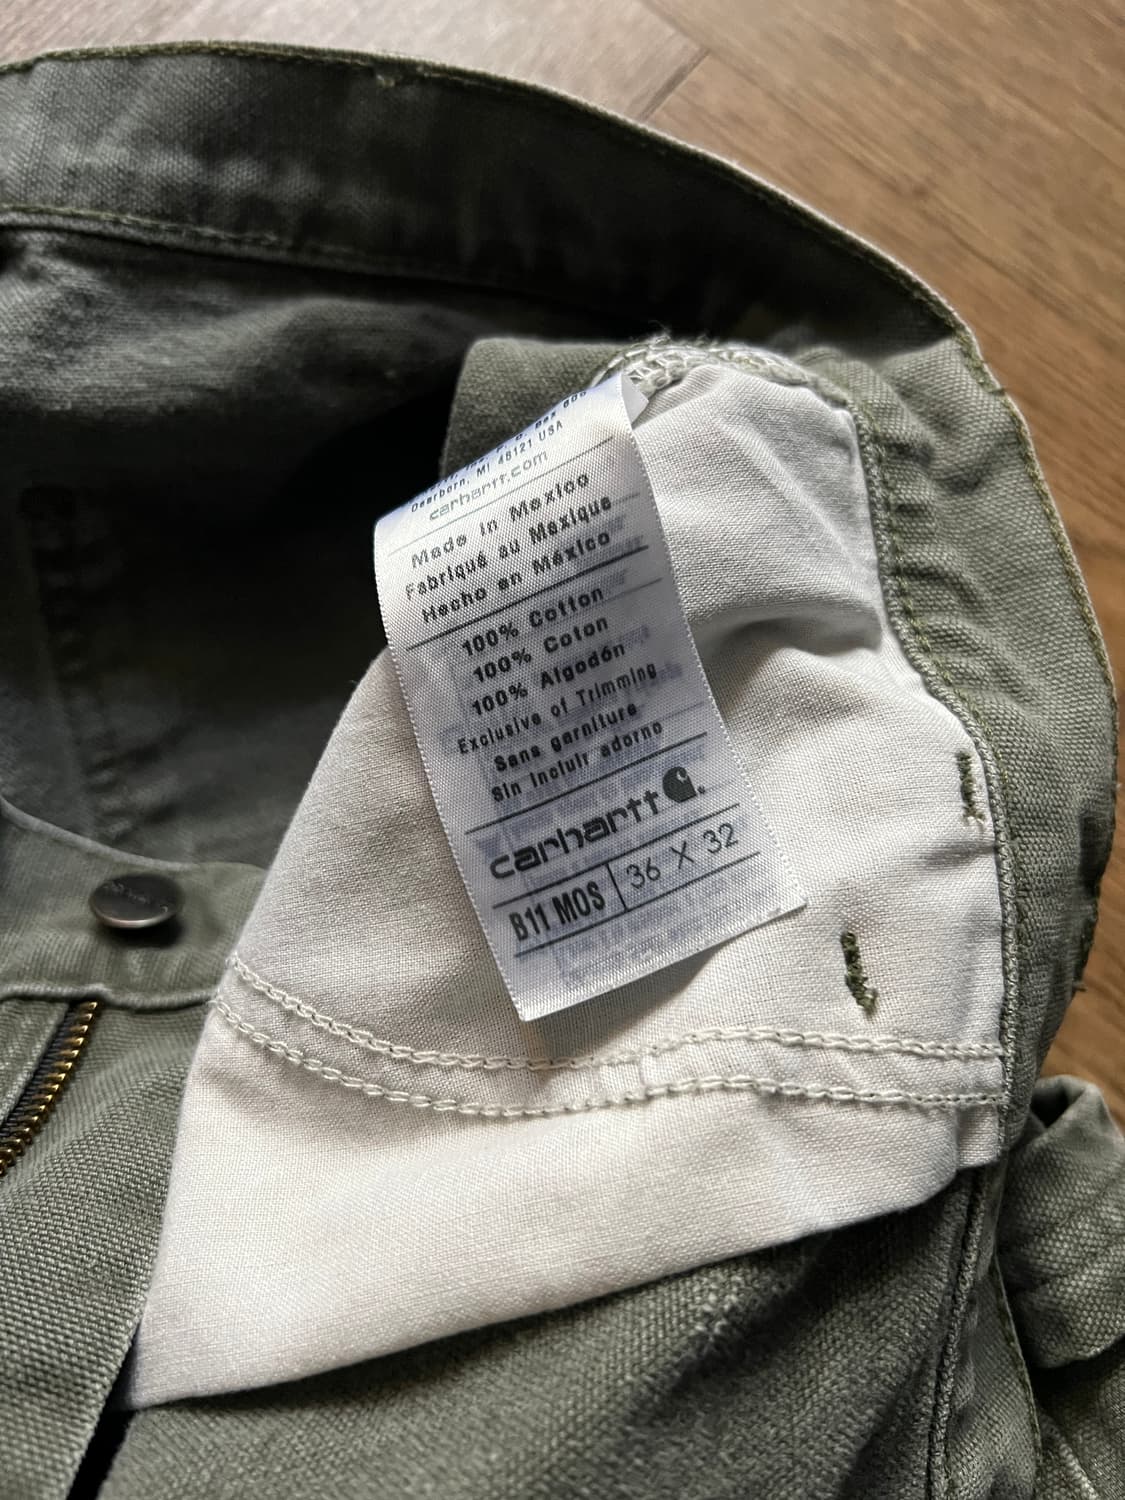 Box
Dearborn, MI 48121 USA
carhartt.com
Made in Mexico
Fabriqué au Mexique
Hecho en México
100% Cotton
100% Coton
100% Algodón
Exclusive of Trimming
Sans garniture
Sin incluir adorno
carhartt
B11 MOS 36 X 32